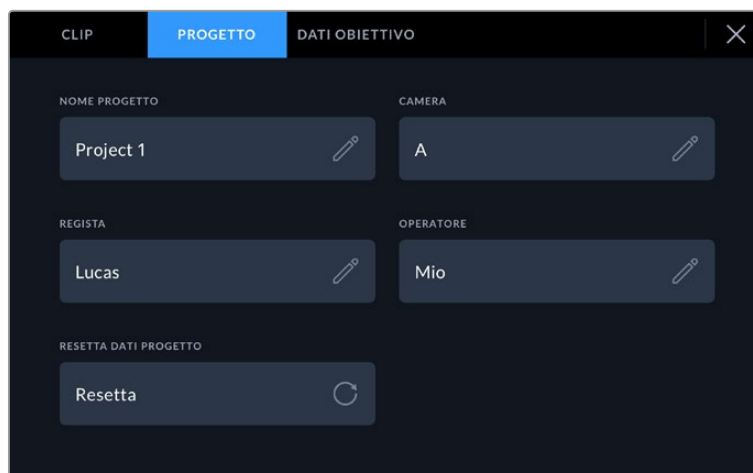 CLIP PROGETTO DATI OBIETTIVO
NOME PROGETTO CAMERA
Project 1 A
REGISTA OPERATORE
Lucas Mio
RESETTA DATI PROGETTO
Resetta